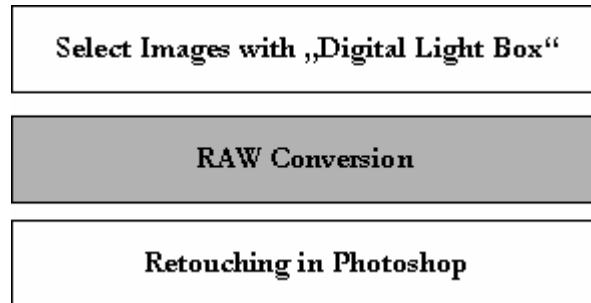 Select Images with „Digital Light Box“
RAW Conversion
Retouching in Photoshop